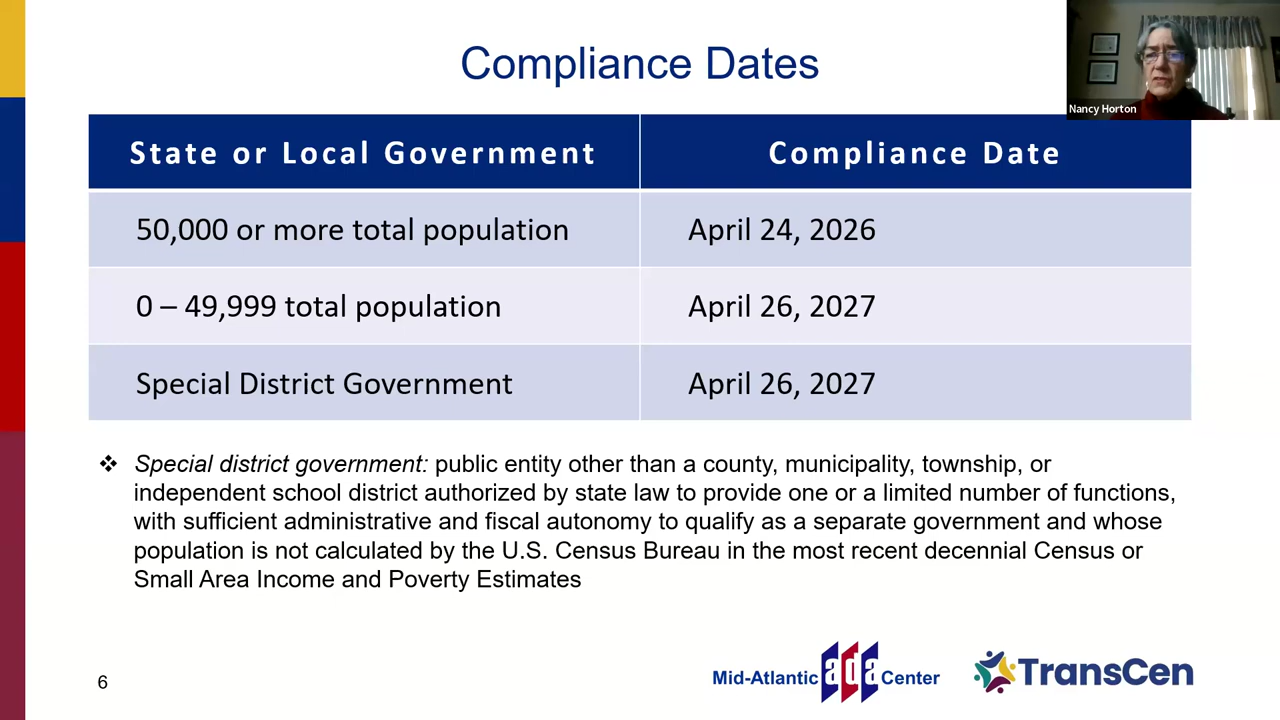 Compliance Dates
Nancy Horton
State or Local Government
Compliance Date
50,000 or more total population
April 24, 2026
0 – 49,999 total population
April 26, 2027
Special District Government
April 26, 2027
❖ Special district government: public entity other than a county, municipality, township, or
independent school district authorized by state law to provide one or a limited number of functions,
with sufficient administrative and fiscal autonomy to qualify as a separate government and whose
population is not calculated by the U.S. Census Bureau in the most recent decennial Census or
Small Area Income and Poverty Estimates
6
Mid-Atlantic ada Center
TransCen